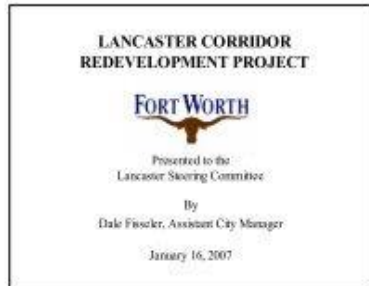 LANCASTER CORRIDOR
REDEVELOPMENT PROJECT
FORT WORTH
Presented to the
Lancaster Steering Committee
By
Dale Fisseler, Assistant City Manager
January 16, 2007